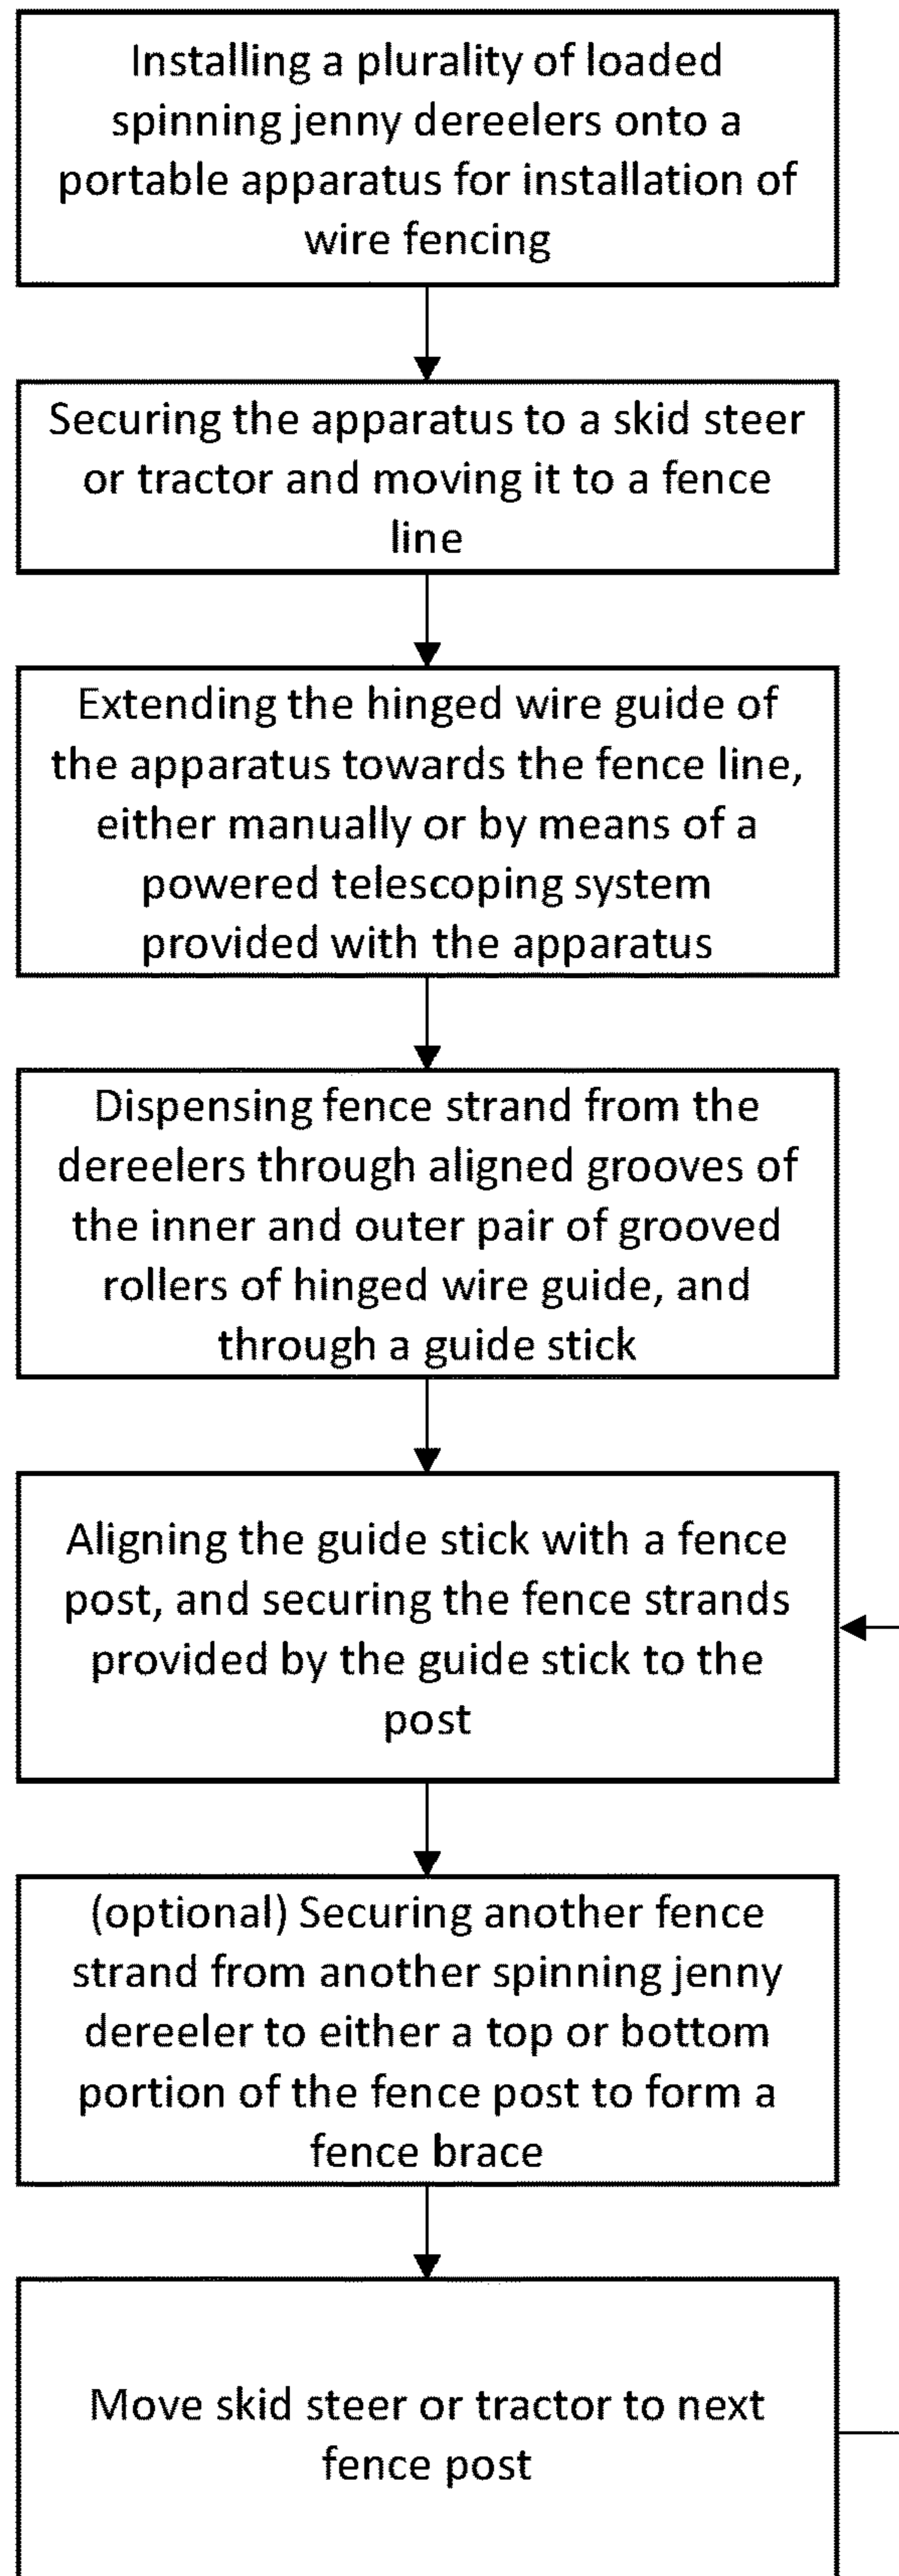 Installing a plurality of loaded
spinning jenny dereelers onto a
portable apparatus for installation of
wire fencing
Securing the apparatus to a skid steer
or tractor and moving it to a fence
line
Extending the hinged wire guide of
the apparatus towards the fence line,
either manually or by means of a
powered telescoping system
provided with the apparatus
Dispensing fence strand from the
dereelers through aligned grooves of
the inner and outer pair of grooved
rollers of hinged wire guide, and
through a guide stick
Aligning the guide stick with a fence
post, and securing the fence strands
provided by the guide stick to the
post
(optional) Securing another fence
strand from another spinning jenny
dereeler to either a top or bottom
portion of the fence post to form a
fence brace
Move skid steer or tractor to next
fence post